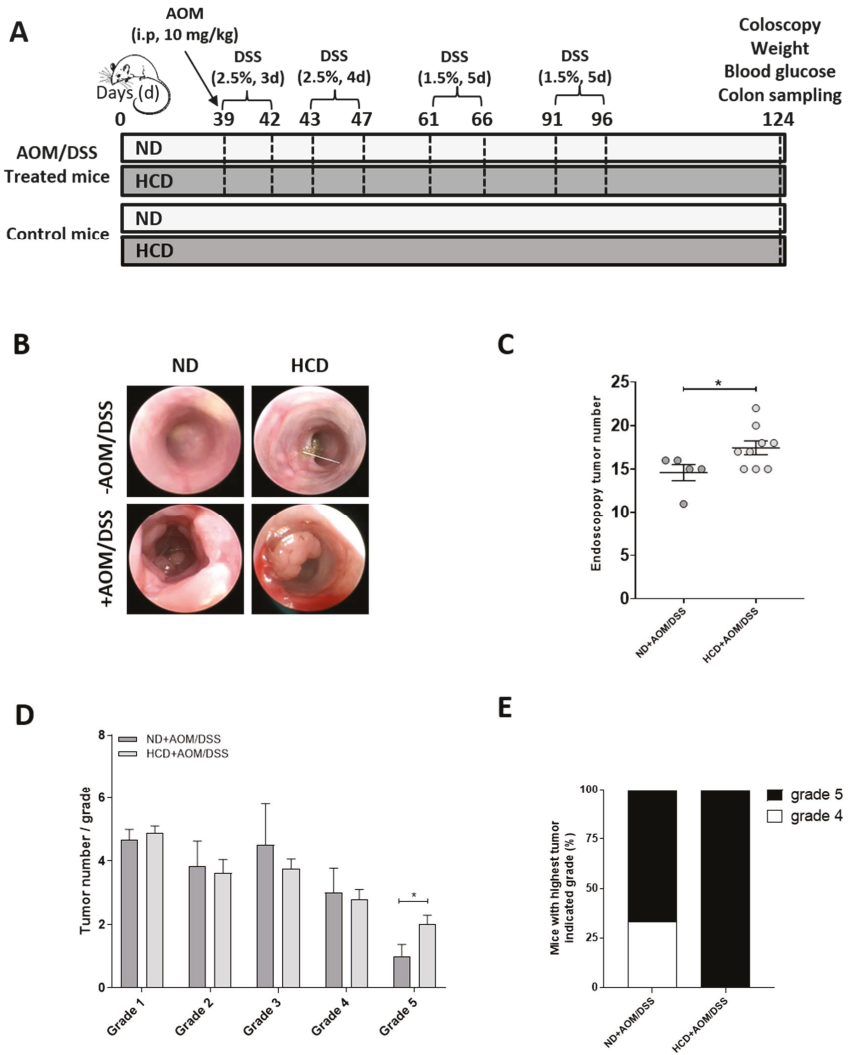 A
AOM
(i.p, 10 mg/kg)
DSS
(2.5%, 3d)
DSS
(2.5%, 4d)
DSS
(1.5%, 5d)
DSS
(1.5%, 5d)
Coloscopy
Weight
Blood glucose
Colon sampling
Days (d)
0 39 42 43 47 61 66 91 96 124
AOM/DSS
Treated mice
ND
HCD
Control mice
ND
HCD
B
ND HCD
-AOM/DSS
+AOM/DSS
C
Endoscopopy tumor number
25
20
15
10
5
0
*
ND+AOM/DSS
HCD+AOM/DSS
D
Tumor number / grade
8
6
4
2
0
ND+AOM/DSS
HCD+AOM/DSS
*
Grade 1
Grade 2
Grade 3
Grade 4
Grade 5
E
Mice with highest tumor
indicated grade (%)
100
75
50
25
0
grade 5
grade 4
ND+AOM/DSS
HCD+AOM/DSS